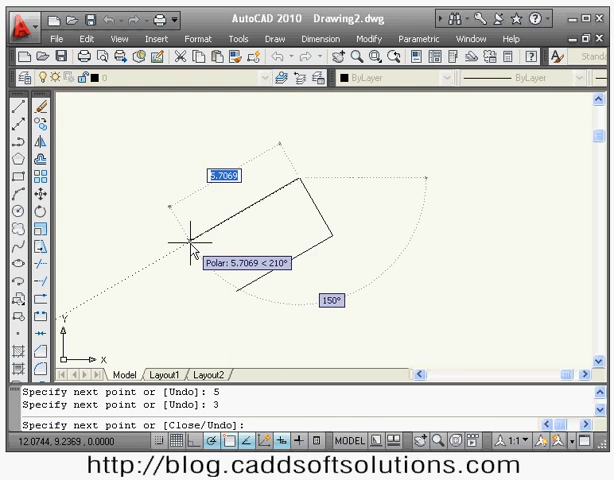 AutoCAD 2010 Drawing2.dwg
File Edit View Insert Format Tools Draw Dimension Modify Parametric Window
Standa
0 ByLayer ByLayer
5.7069
Polar: 5.7069 < 210°
150°
Y
X
Model Layout1 Layout2
Specify next point or [Undo]: 5
Specify next point or [Undo]: 3
Specify next point or [Close/Undo]:
12.0744, 9.2369, 0.0000 MODEL 1:1
http://blog.caddsoftsolutions.com